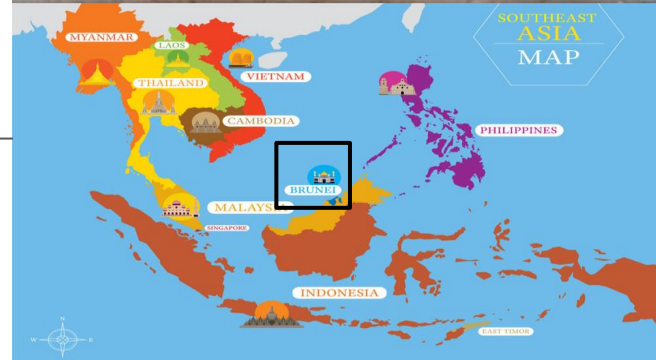 SOUTHEAST
ASIA
MAP
MYANMAR
LAOS
VIETNAM
THAILAND
CAMBODIA
PHILIPPINES
BRUNEI
MALAYSIA
SINGAPORE
INDONESIA
EAST TIMOR
N
W
E